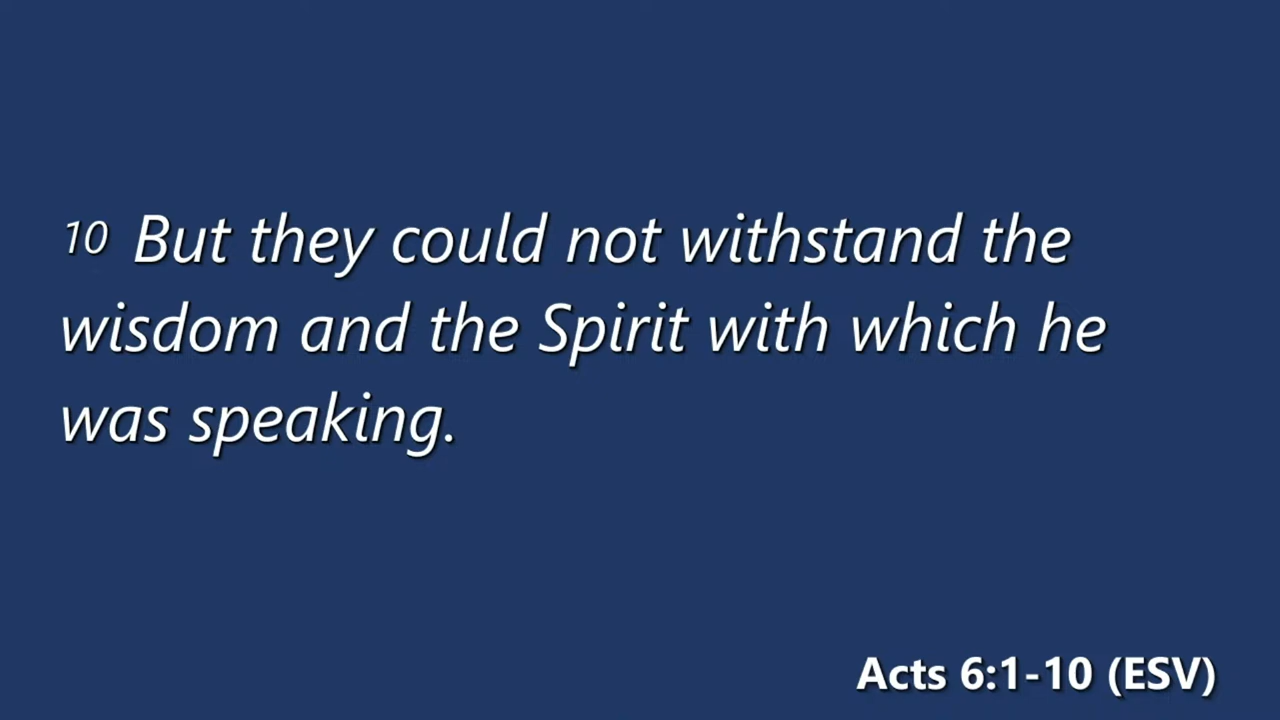 10 But they could not withstand the
wisdom and the Spirit with which he
was speaking.
Acts 6:1-10 (ESV)